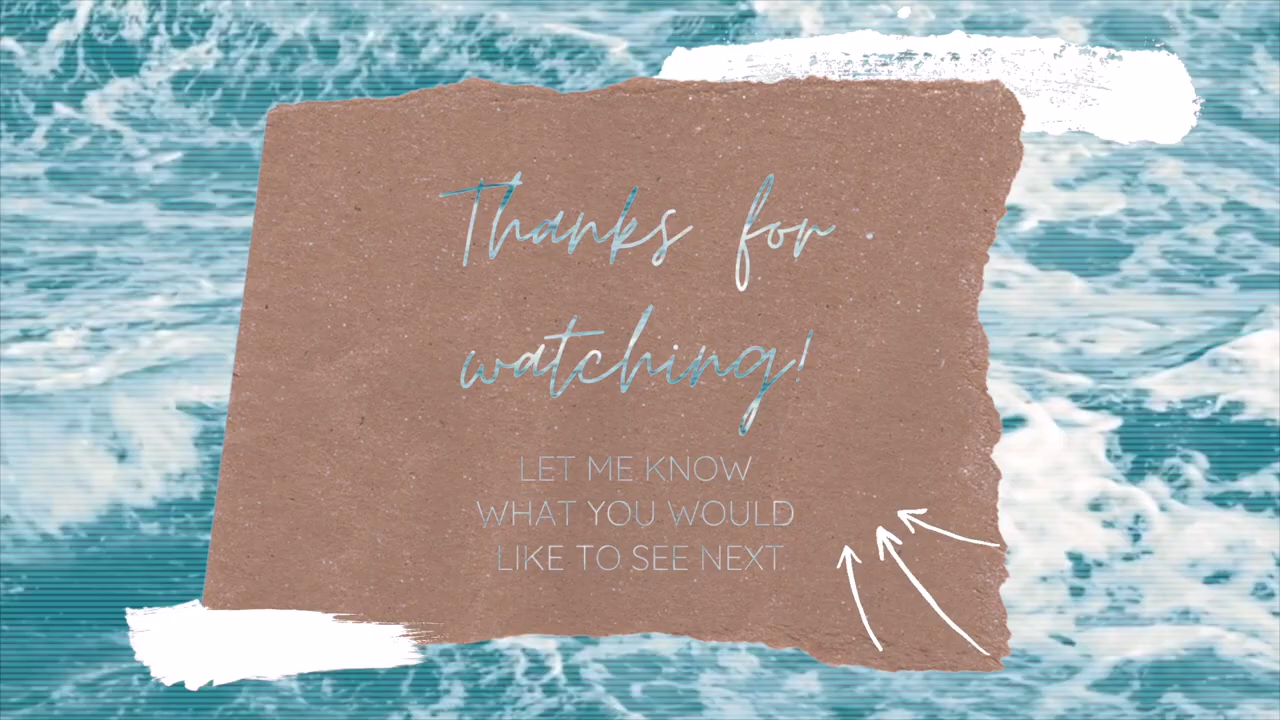 Thanks for .
watching!
LET ME KNOW
WHAT YOU WOULD
LIKE TO SEE NEXT.